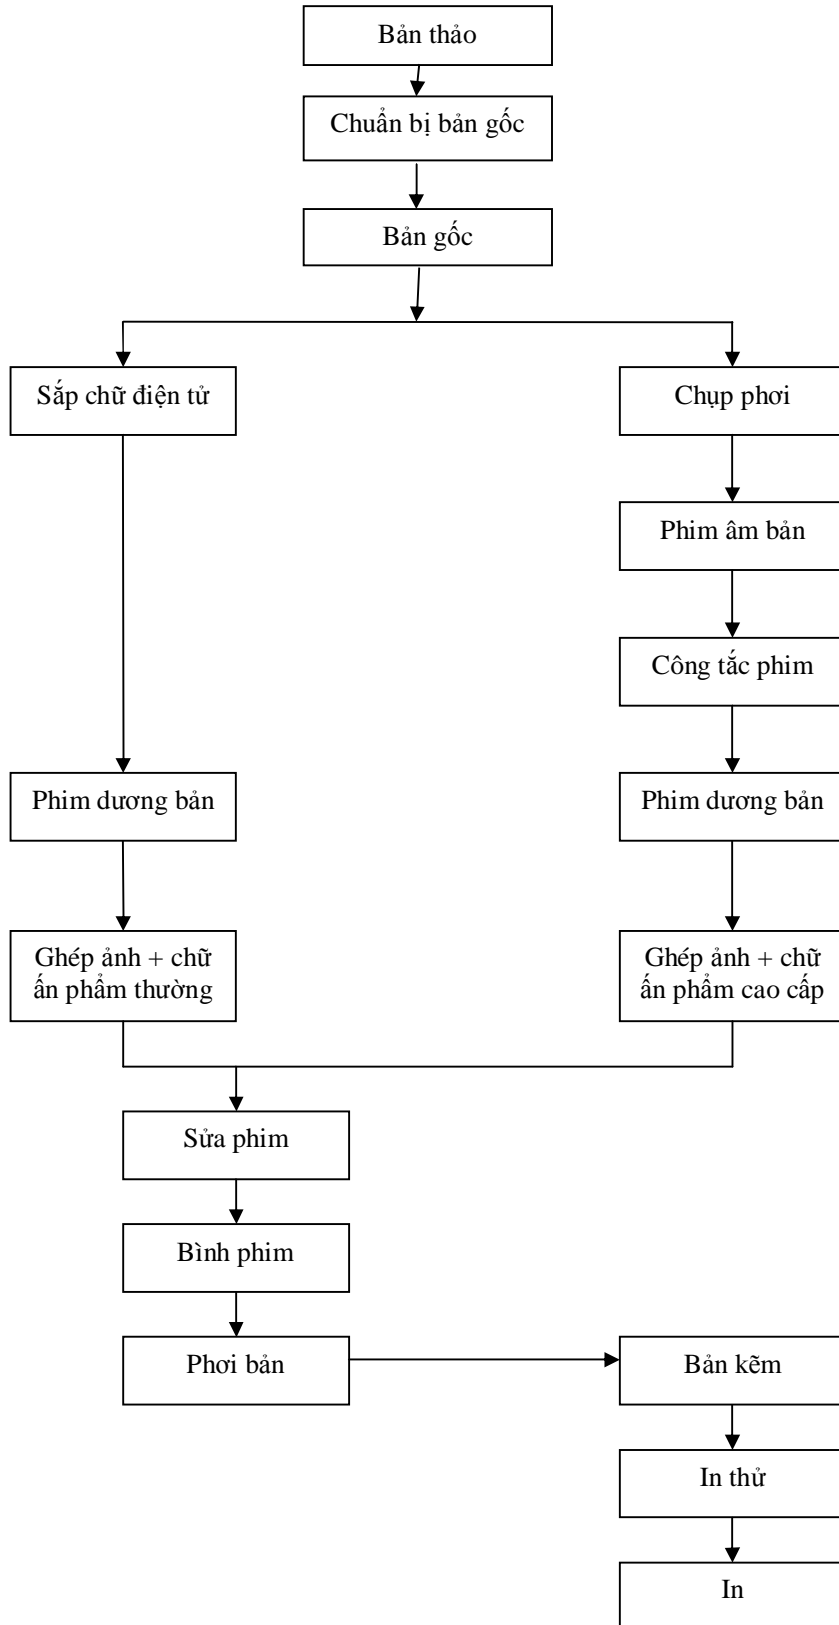 Bản thảo
Chuẩn bị bản gốc
Bản gốc
Sắp chữ điện tử
Chụp phơi
Phim âm bản
Công tắc phim
Phim dương bản
Phim dương bản
Ghép ảnh + chữ
ấn phẩm thường
Ghép ảnh + chữ
ấn phẩm cao cấp
Sửa phim
Bình phim
Phơi bản
Bản kẽm
In thử
In